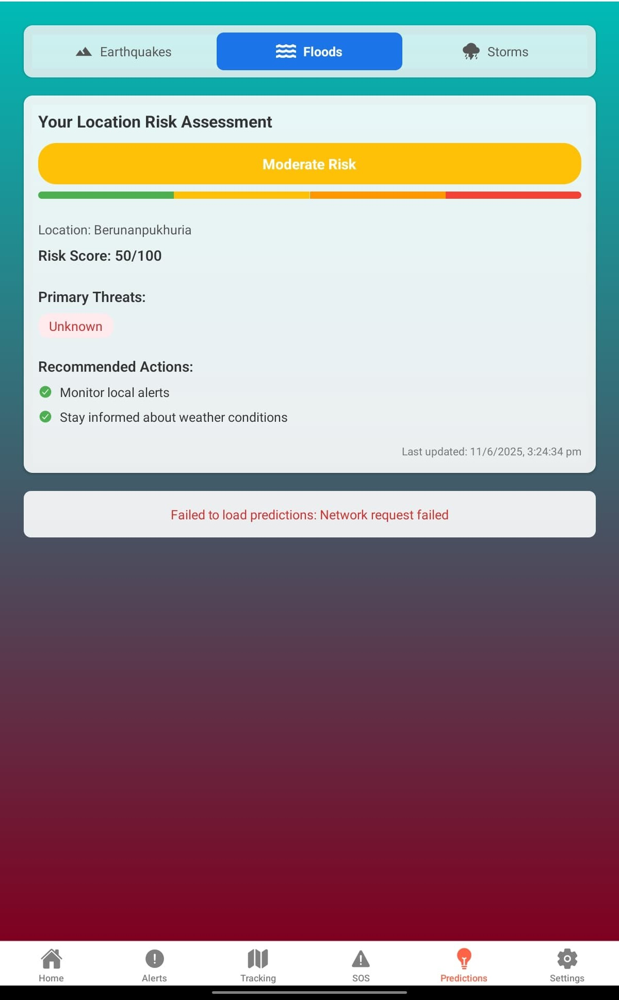 Earthquakes
Floods
Storms
Your Location Risk Assessment
Moderate Risk
Location: Berunanpukhuria
Risk Score: 50/100
Primary Threats:
Unknown
Recommended Actions:
Monitor local alerts
Stay informed about weather conditions
Last updated: 11/6/2025, 3:24:34 pm
Failed to load predictions: Network request failed
Home
Alerts
Tracking
SOS
Predictions
Settings